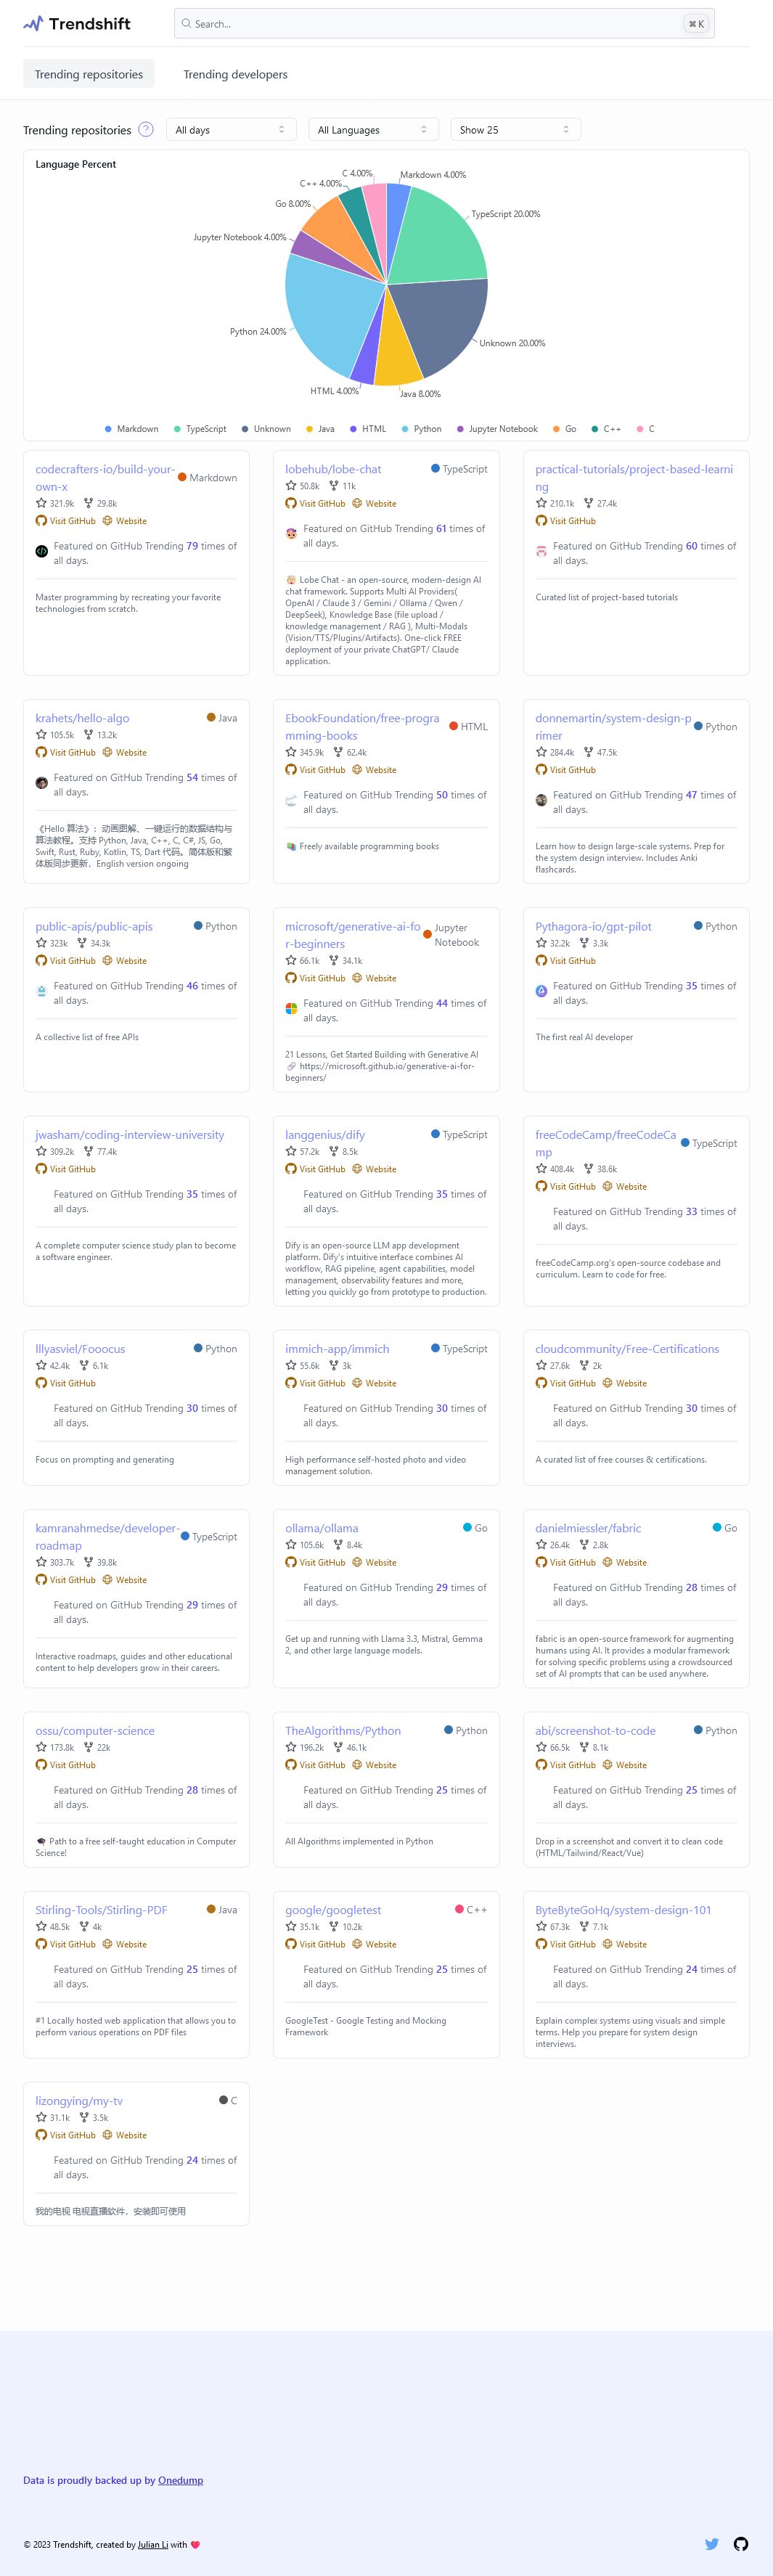 Trendshift
Search...
⌘ K
Trending repositories
Trending developers
Trending repositories
?
All days
All Languages
Show 25
Language Percent
C 4.00%
Markdown 4.00%
C++ 4.00%
Go 8.00%
TypeScript 20.00%
Jupyter Notebook 4.00%
Python 24.00%
Unknown 20.00%
HTML 4.00%
Java 8.00%
Markdown TypeScript Unknown Java HTML Python Jupyter Notebook Go C++ C
codecrafters-io/build-your-
own-x
Markdown
321.9k 29.8k
Visit GitHub Website
Featured on GitHub Trending 79 times of
all days.
Master programming by recreating your favorite
technologies from scratch.
lobehub/lobe-chat
TypeScript
50.8k 11k
Visit GitHub Website
Featured on GitHub Trending 61 times of
all days.
🤯 Lobe Chat - an open-source, modern-design AI
chat framework. Supports Multi AI Providers(
OpenAI / Claude 3 / Gemini / Ollama / Qwen /
DeepSeek), Knowledge Base (file upload /
knowledge management / RAG ), Multi-Modals
(Vision/TTS/Plugins/Artifacts). One-click FREE
deployment of your private ChatGPT/ Claude
application.
practical-tutorials/project-based-learni
ng
210.1k 27.4k
Visit GitHub
Featured on GitHub Trending 60 times of
all days.
Curated list of project-based tutorials
krahets/hello-algo
Java
105.5k 13.2k
Visit GitHub Website
Featured on GitHub Trending 54 times of
all days.
《Hello 算法》：动画图解、一键运行的数据结构与
算法教程。支持 Python, Java, C++, C, C#, JS, Go,
Swift, Rust, Ruby, Kotlin, TS, Dart 代码。简体版和繁
体版同步更新，English version ongoing
EbookFoundation/free-progra
mming-books
HTML
345.9k 62.4k
Visit GitHub Website
Featured on GitHub Trending 50 times of
all days.
📚 Freely available programming books
donnemartin/system-design-p
rimer
Python
284.4k 47.5k
Visit GitHub
Featured on GitHub Trending 47 times of
all days.
Learn how to design large-scale systems. Prep for
the system design interview. Includes Anki
flashcards.
public-apis/public-apis
Python
323k 34.3k
Visit GitHub Website
Featured on GitHub Trending 46 times of
all days.
A collective list of free APIs
microsoft/generative-ai-fo
r-beginners
Jupyter
Notebook
66.1k 34.1k
Visit GitHub Website
Featured on GitHub Trending 44 times of
all days.
21 Lessons, Get Started Building with Generative AI
🔗 https://microsoft.github.io/generative-ai-for-
beginners/
Pythagora-io/gpt-pilot
Python
32.2k 3.3k
Visit GitHub
Featured on GitHub Trending 35 times of
all days.
The first real AI developer
jwasham/coding-interview-university
309.2k 77.4k
Visit GitHub
Featured on GitHub Trending 35 times of
all days.
A complete computer science study plan to become
a software engineer.
langgenius/dify
TypeScript
57.2k 8.5k
Visit GitHub Website
Featured on GitHub Trending 35 times of
all days.
Dify is an open-source LLM app development
platform. Dify's intuitive interface combines AI
workflow, RAG pipeline, agent capabilities, model
management, observability features and more,
letting you quickly go from prototype to production.
freeCodeCamp/freeCodeCa
mp
TypeScript
408.4k 38.6k
Visit GitHub Website
Featured on GitHub Trending 33 times of
all days.
freeCodeCamp.org's open-source codebase and
curriculum. Learn to code for free.
lllyasviel/Fooocus
Python
42.4k 6.1k
Visit GitHub
Featured on GitHub Trending 30 times of
all days.
Focus on prompting and generating
immich-app/immich
TypeScript
55.6k 3k
Visit GitHub Website
Featured on GitHub Trending 30 times of
all days.
High performance self-hosted photo and video
management solution.
cloudcommunity/Free-Certifications
27.6k 2k
Visit GitHub Website
Featured on GitHub Trending 30 times of
all days.
A curated list of free courses & certifications.
kamranahmedse/developer-
roadmap
TypeScript
303.7k 39.8k
Visit GitHub Website
Featured on GitHub Trending 29 times of
all days.
Interactive roadmaps, guides and other educational
content to help developers grow in their careers.
ollama/ollama
Go
105.6k 8.4k
Visit GitHub Website
Featured on GitHub Trending 29 times of
all days.
Get up and running with Llama 3.3, Mistral, Gemma
2, and other large language models.
danielmiessler/fabric
Go
26.4k 2.8k
Visit GitHub Website
Featured on GitHub Trending 28 times of
all days.
fabric is an open-source framework for augmenting
humans using AI. It provides a modular framework
for solving specific problems using a crowdsourced
set of AI prompts that can be used anywhere.
ossu/computer-science
173.8k 22k
Visit GitHub
Featured on GitHub Trending 28 times of
all days.
🎓 Path to a free self-taught education in Computer
Science!
TheAlgorithms/Python
Python
196.2k 46.1k
Visit GitHub Website
Featured on GitHub Trending 25 times of
all days.
All Algorithms implemented in Python
abi/screenshot-to-code
Python
66.5k 8.1k
Visit GitHub Website
Featured on GitHub Trending 25 times of
all days.
Drop in a screenshot and convert it to clean code
(HTML/Tailwind/React/Vue)
Stirling-Tools/Stirling-PDF
Java
48.5k 4k
Visit GitHub Website
Featured on GitHub Trending 25 times of
all days.
#1 Locally hosted web application that allows you to
perform various operations on PDF files
google/googletest
C++
35.1k 10.2k
Visit GitHub Website
Featured on GitHub Trending 25 times of
all days.
GoogleTest - Google Testing and Mocking
Framework
ByteByteGoHq/system-design-101
67.3k 7.1k
Visit GitHub Website
Featured on GitHub Trending 24 times of
all days.
Explain complex systems using visuals and simple
terms. Help you prepare for system design
interviews.
lizongying/my-tv
C
31.1k 3.5k
Visit GitHub Website
Featured on GitHub Trending 24 times of
all days.
我的电视 电视直播软件，安装即可使用
Data is proudly backed up by Onedump
© 2023 Trendshift, created by Julian Li with ❤️